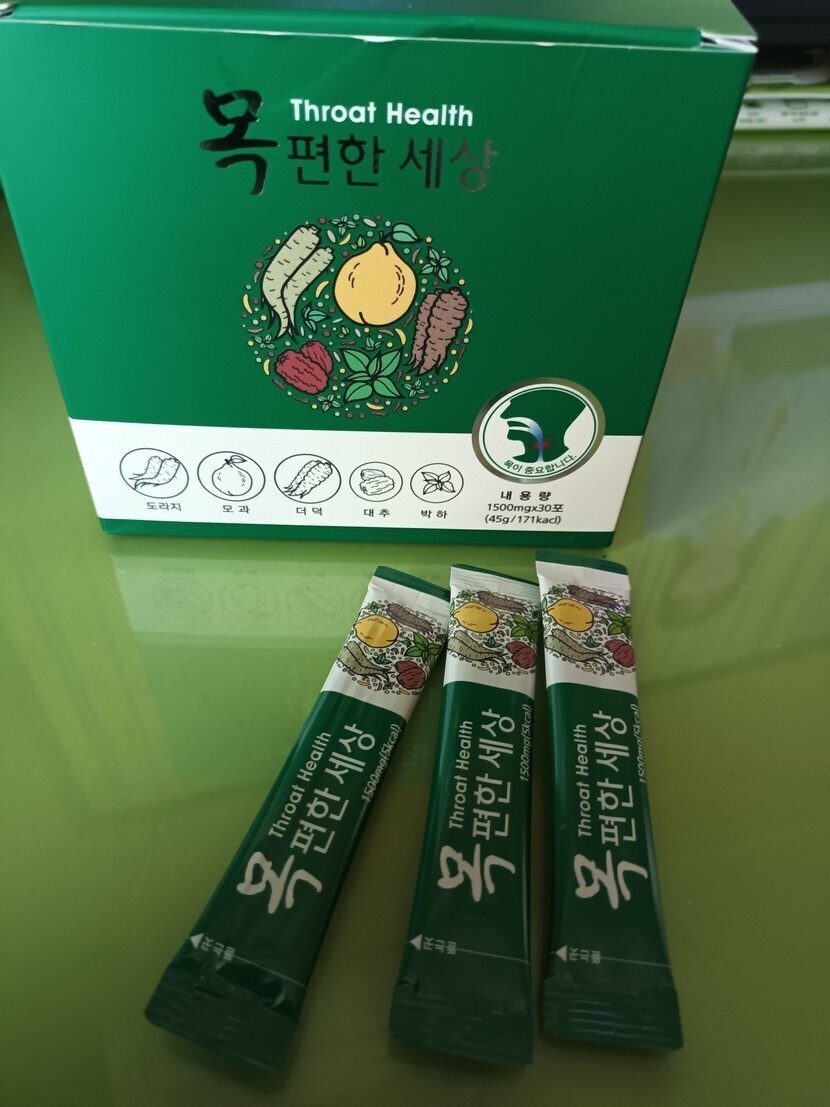 Throat Health
목 편한 세상
목이 중요합니다.
도라지 모과 더덕 대추 박하
내 용 량
1500mgx30포
(45g/171kacl)
Throat Health
목 편한 세상
1500mg(5kcal)
Throat Health
목 편한 세상
1500mg(5kcal)
Throat Health
목 편한 세상
1500mg(5kcal)